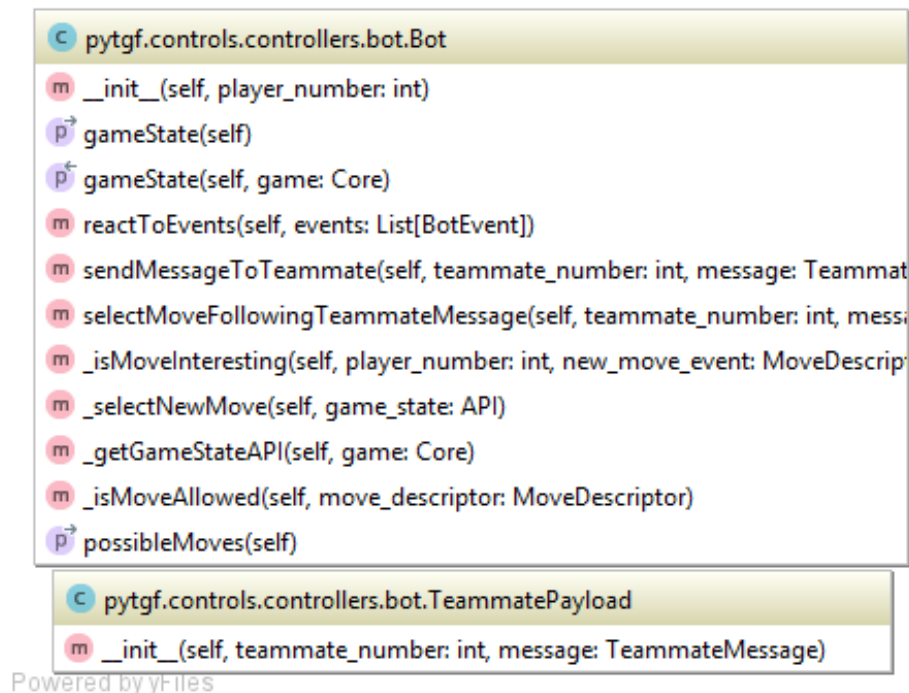 C pytgf.controls.controllers.bot.Bot
m __init__(self, player_number: int)
p gameState(self)
p gameState(self, game: Core)
m reactToEvents(self, events: List[BotEvent])
m sendMessageToTeammate(self, teammate_number: int, message: Teammat
m selectMoveFollowingTeammateMessage(self, teammate_number: int, messa
m _isMoveInteresting(self, player_number: int, new_move_event: MoveDescrip
m _selectNewMove(self, game_state: API)
m _getGameStateAPI(self, game: Core)
m _isMoveAllowed(self, move_descriptor: MoveDescriptor)
p possibleMoves(self)
C pytgf.controls.controllers.bot.TeammatePayload
m __init__(self, teammate_number: int, message: TeammateMessage)
Powered by yFiles